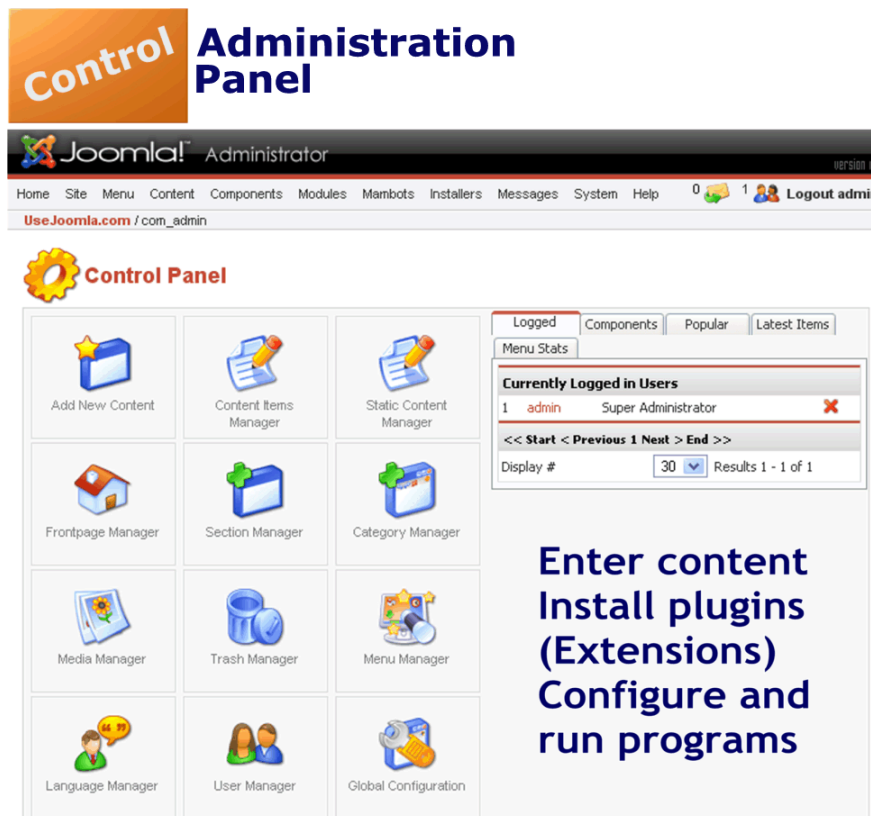 Control
Administration
Panel
Joomla!™ Administrator
version
Home Site Menu Content Components Modules Mambots Installers Messages System Help 0 1 Logout admi
UseJoomla.com / com_admin
Control Panel
Add New Content
Content Items
Manager
Static Content
Manager
Frontpage Manager
Section Manager
Category Manager
Media Manager
Trash Manager
Menu Manager
Language Manager
User Manager
Global Configuration
Logged Components Popular Latest Items
Menu Stats
Currently Logged in Users
1 admin Super Administrator
<< Start < Previous 1 Next > End >>
Display # 30 Results 1 - 1 of 1
Enter content
Install plugins
(Extensions)
Configure and
run programs